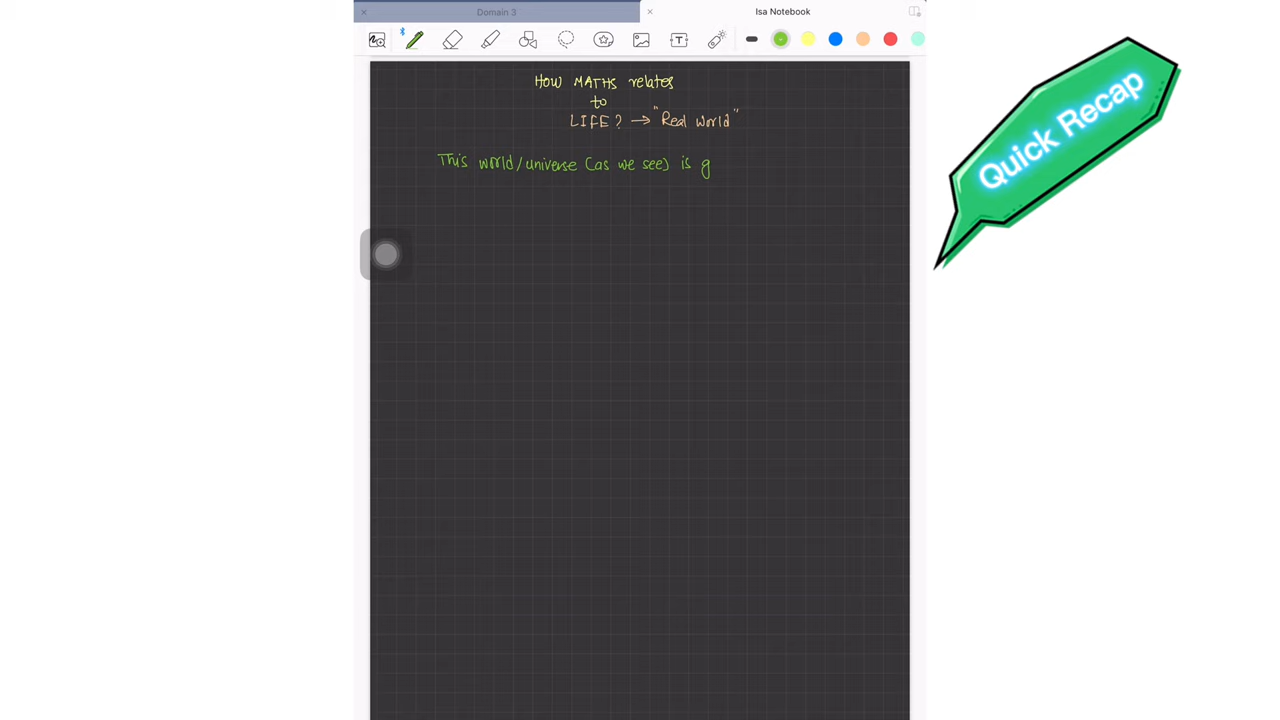 Domain 3
Isa Notebook
How MATHS relates
to
LIFE? → "Real World"
This world/universe (as we see) is g
Quick Recap